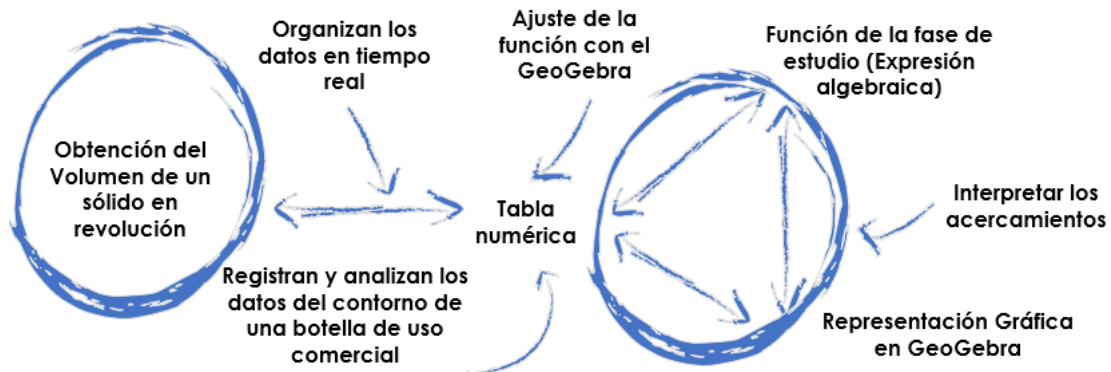 Organizan los
datos en tiempo
real
Ajuste de la
función con el
GeoGebra
Función de la fase de
estudio (Expresión
algebraica)
Obtención del
Volumen de un
sólido en
revolución
Tabla
numérica
Interpretar los
acercamientos
Registran y analizan los
datos del contorno de
una botella de uso
comercial
Representación Gráfica
en GeoGebra